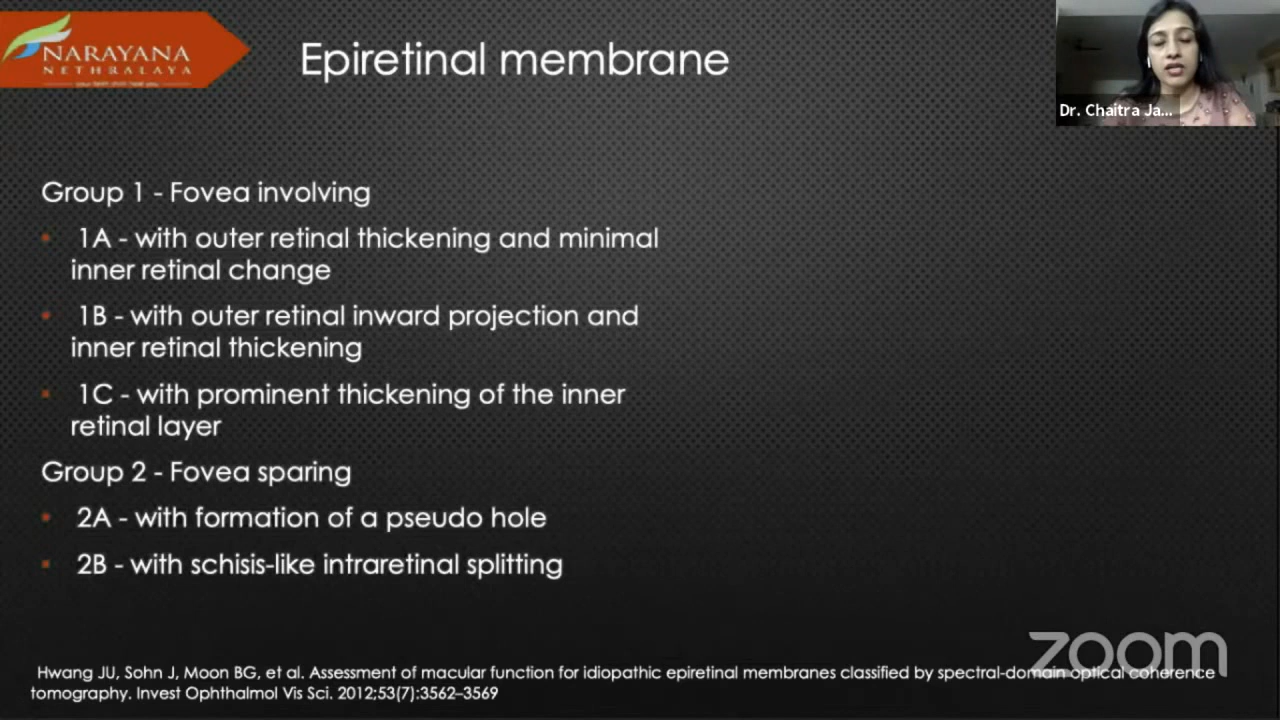 NARAYANA
NETHRALAYA
Epiretinal membrane
Dr. Chaitra Ja...
Group 1 - Fovea involving
1A - with outer retinal thickening and minimal
inner retinal change
1B - with outer retinal inward projection and
inner retinal thickening
1C - with prominent thickening of the inner
retinal layer
Group 2 - Fovea sparing
2A - with formation of a pseudo hole
2B - with schisis-like intraretinal splitting
zoom
Hwang JU, Sohn J, Moon BG, et al. Assessment of macular function for idiopathic epiretinal membranes classified by spectral-domain optical coherence
tomography. Invest Ophthalmol Vis Sci. 2012;53(7):3562–3569